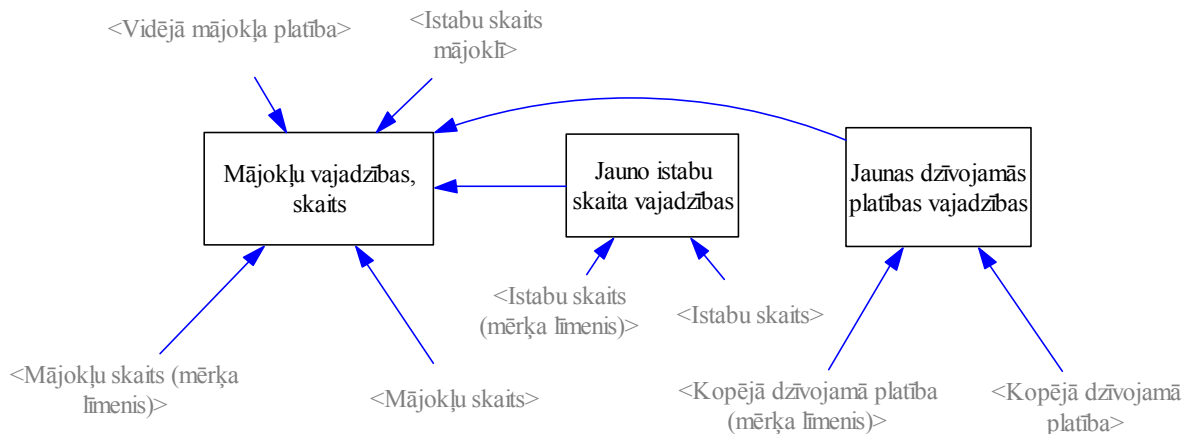 <Vidējā mājokļa platība>
<Istabu skaits
mājoklī>
Mājokļu vajadzības,
skaits
Jauno istabu
skaita vajadzības
Jaunas dzīvojamās
platības vajadzības
<Istabu skaits
(mērķa līmenis)>
<Istabu skaits>
<Mājokļu skaits (mērķa
līmenis)>
<Mājokļu skaits>
<Kopējā dzīvojamā platība
(mērķa līmenis)>
<Kopējā dzīvojamā
platība>